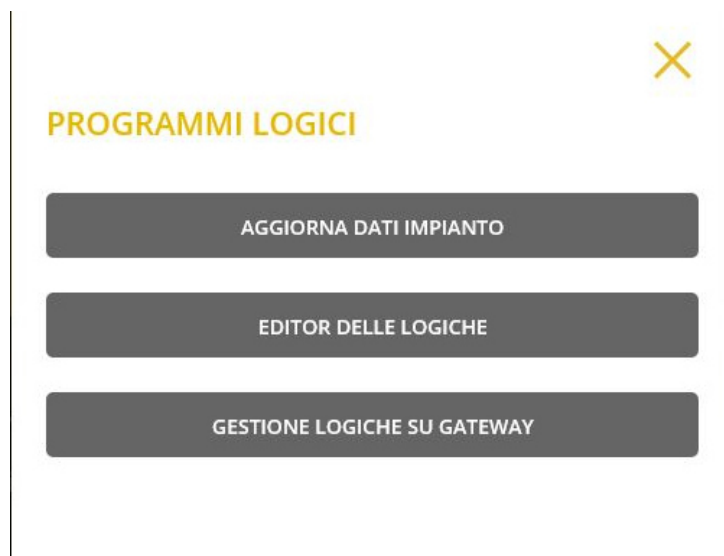 PROGRAMMI LOGICI
AGGIORNA DATI IMPIANTO
EDITOR DELLE LOGICHE
GESTIONE LOGICHE SU GATEWAY